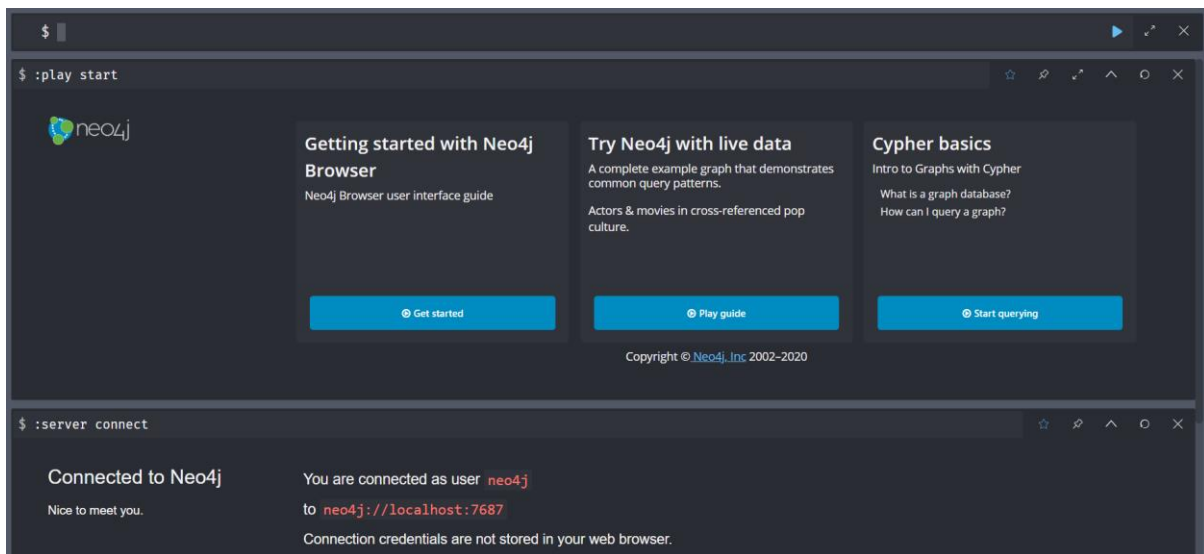 $
$ :play start
neo4j
Getting started with Neo4j
Browser
Neo4j Browser user interface guide
Get started
Try Neo4j with live data
A complete example graph that demonstrates
common query patterns.
Actors & movies in cross-referenced pop
culture.
Play guide
Cypher basics
Intro to Graphs with Cypher
What is a graph database?
How can I query a graph?
Start querying
Copyright © Neo4j, Inc 2002–2020
$ :server connect
Connected to Neo4j
Nice to meet you.
You are connected as user neo4j
to neo4j://localhost:7687
Connection credentials are not stored in your web browser.